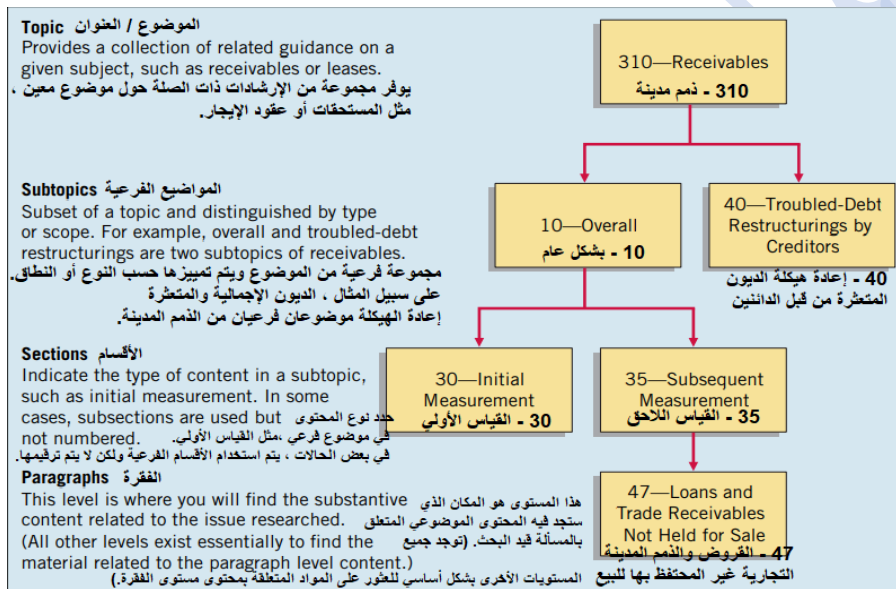 Topic الموضوع / العنوان
Provides a collection of related guidance on a
given subject, such as receivables or leases.
يوفر مجموعة من الإرشادات ذات الصلة حول موضوع معين ،
مثل المستحقات أو عقود الإيجار.
310—Receivables
310 - ذمم مدينة
Subtopics المواضيع الفرعية
Subset of a topic and distinguished by type
or scope. For example, overall and troubled-debt
restructurings are two subtopics of receivables.
مجموعة فرعية من الموضوع ويتم تمييزها حسب النوع أو النطاق.
على سبيل المثال ، الديون الإجمالية والمتعثرة
إعادة الهيكلة موضوعان فرعيان من الذمم المدينة.
10—Overall
10 - بشكل عام
40—Troubled-Debt
Restructurings by
Creditors
40 - إعادة هيكلة الديون
المتعثرة من قبل الدائنين
Sections الأقسام
Indicate the type of content in a subtopic,
such as initial measurement. In some
cases, subsections are used but
not numbered.
حدد نوع المحتوى
في موضوع فرعي ،مثل القياس الأولي.
في بعض الحالات ، يتم استخدام الأقسام الفرعية ولكن لا يتم ترقيمها.
30—Initial
Measurement
30 - القياس الأولي
35—Subsequent
Measurement
35 - القياس اللاحق
Paragraphs الفقرة
This level is where you will find the substantive
content related to the issue researched.
(All other levels exist essentially to find the
material related to the paragraph level content.)
هذا المستوى هو المكان الذي
ستجد فيه المحتوى الموضوعي المتعلق
بالمسألة قيد البحث. (توجد جميع
المستويات الأخرى بشكل أساسي للعثور على المواد المتعلقة بمحتوى مستوى الفقرة.)
47—Loans and
Trade Receivables
Not Held for Sale
47 - القروض والذمم المدينة
التجارية غير المحتفظ بها للبيع